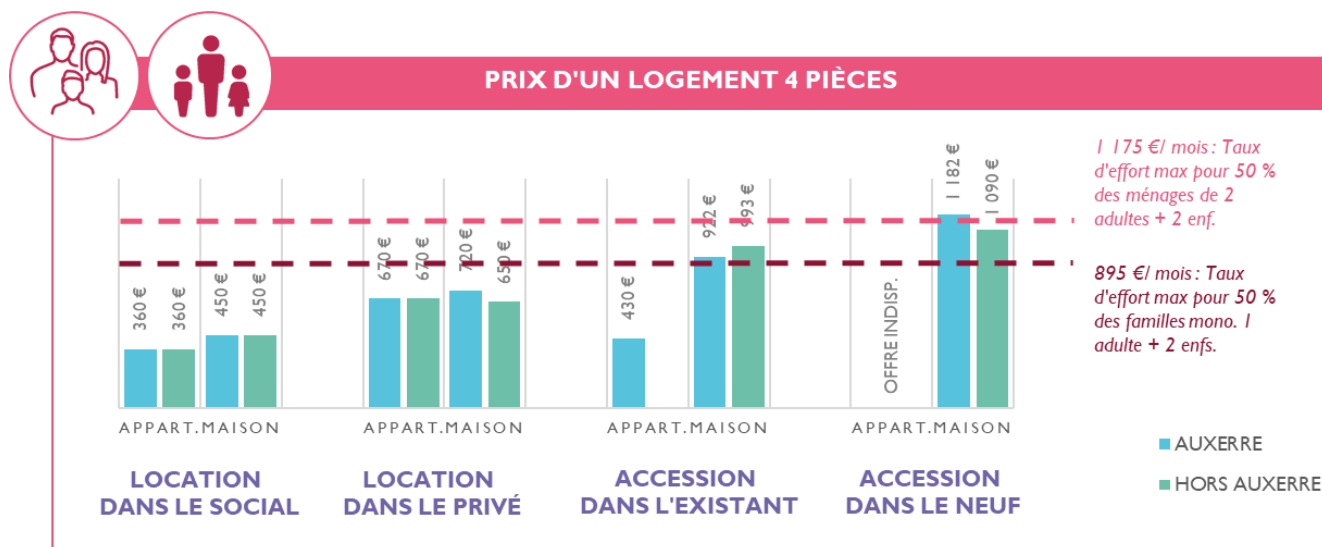 PRIX D'UN LOGEMENT 4 PIÈCES
1 175 €/ mois : Taux
d'effort max pour 50 %
des ménages de 2
adultes + 2 enf.
895 €/ mois : Taux
d'effort max pour 50 %
des familles mono. 1
adulte + 2 enfs.
360 €
360 €
450 €
450 €
670 €
670 €
720 €
650 €
430 €
922 €
993 €
OFFRE INDISP.
1 182 €
1 090 €
APPART. MAISON
APPART. MAISON
APPART. MAISON
APPART. MAISON
LOCATION
DANS LE SOCIAL
LOCATION
DANS LE PRIVÉ
ACCESSION
DANS L'EXISTANT
ACCESSION
DANS LE NEUF
AUXERRE
HORS AUXERRE